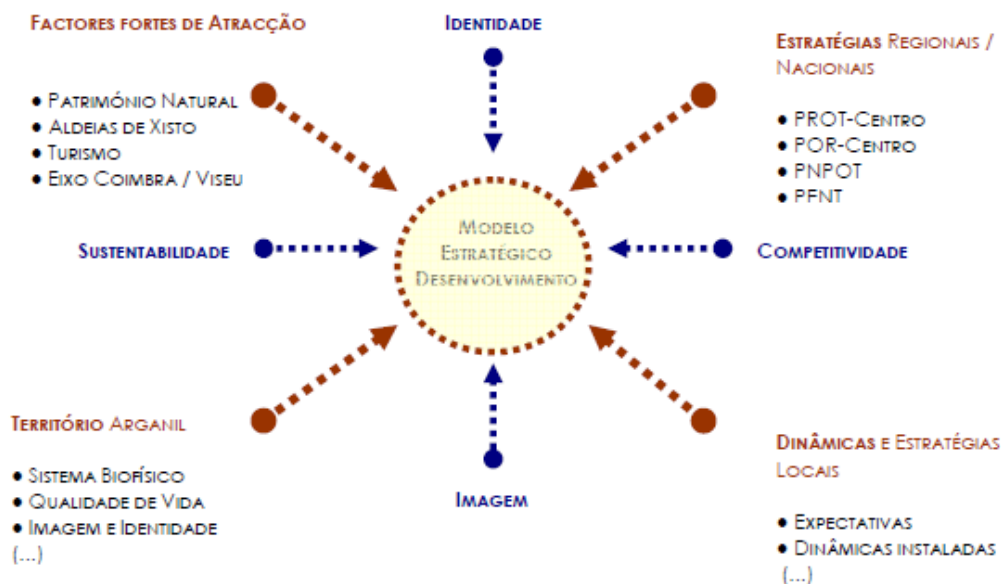 FACTORES FORTES DE ATRACÇÃO
● PATRIMÓNIO NATURAL
● ALDEIAS DE XISTO
● TURISMO
● EIXO COIMBRA / VISEU
IDENTIDADE
ESTRATÉGIAS REGIONAIS /
NACIONAIS
● PROT-CENTRO
● POR-CENTRO
● PNPOT
● PFNT
SUSTENTABILIDADE
MODELO
ESTRATÉGICO
DESENVOLVIMENTO
COMPETITIVIDADE
TERRITÓRIO ARGANIL
● SISTEMA BIOFÍSICO
● QUALIDADE DE VIDA
● IMAGEM E IDENTIDADE
(...)
IMAGEM
DINÂMICAS E ESTRATÉGIAS
LOCAIS
● EXPECTATIVAS
● DINÂMICAS INSTALADAS
(...)